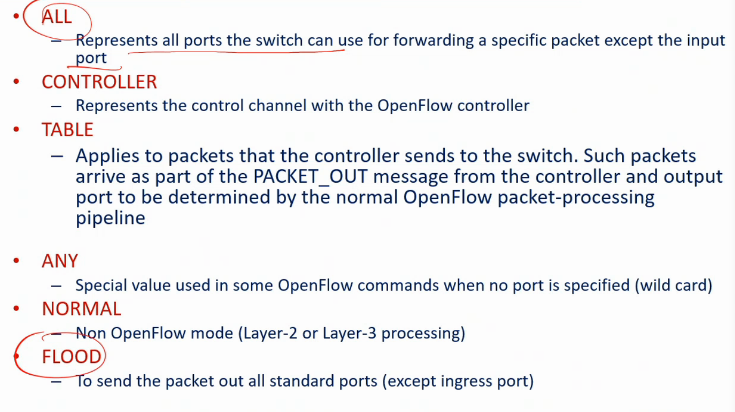 • ALL
– Represents all ports the switch can use for forwarding a specific packet except the input
port
• CONTROLLER
– Represents the control channel with the OpenFlow controller
• TABLE
– Applies to packets that the controller sends to the switch. Such packets
arrive as part of the PACKET_OUT message from the controller and output
port to be determined by the normal OpenFlow packet-processing
pipeline
• ANY
– Special value used in some OpenFlow commands when no port is specified (wild card)
• NORMAL
– Non OpenFlow mode (Layer-2 or Layer-3 processing)
• FLOOD
– To send the packet out all standard ports (except ingress port)